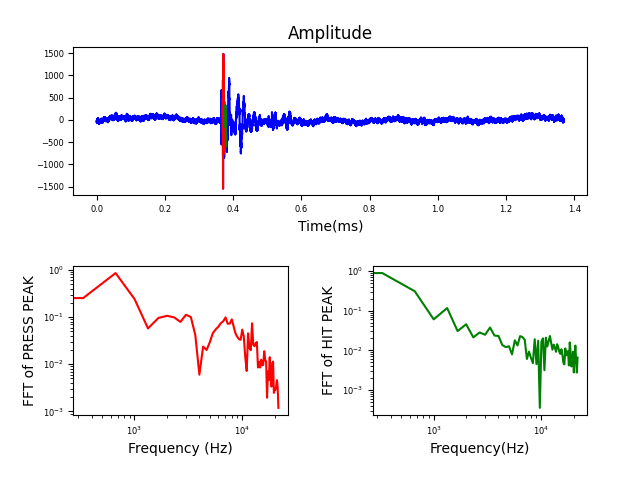 Amplitude
1500
1000
500
0
−500
−1000
−1500
0.0 0.2 0.4 0.6 0.8 1.0 1.2 1.4
Time(ms)
FFT of PRESS PEAK
10⁰
10⁻¹
10⁻²
10⁻³
10³ 10⁴
Frequency (Hz)
FFT of HIT PEAK
10⁰
10⁻¹
10⁻²
10⁻³
10³ 10⁴
Frequency(Hz)